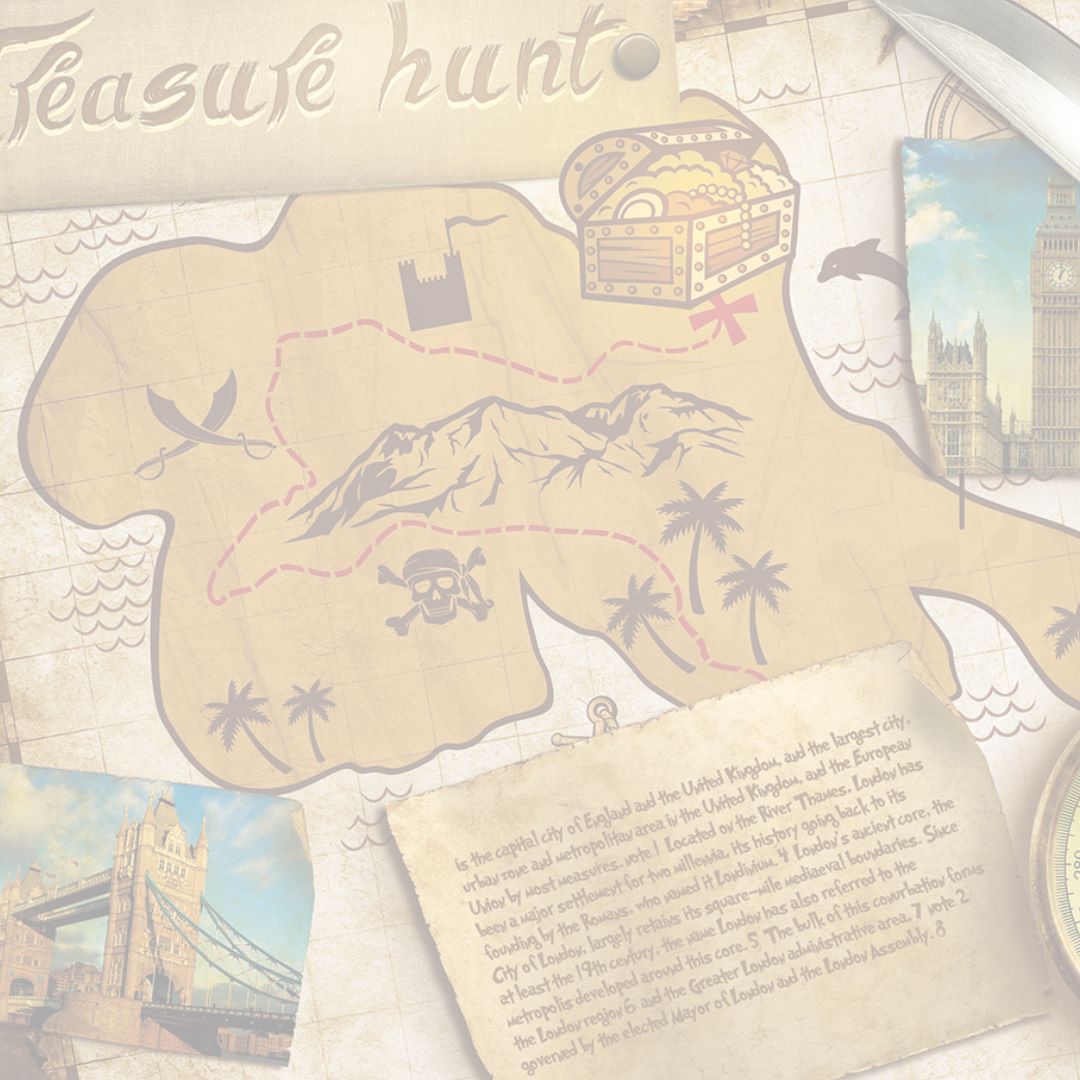 Treasure hunt
is the capital city of England and the United Kingdom, and the largest city,
urban zone and metropolitan area in the United Kingdom, and the European
Union by most measures.note 1 Located on the River Thames, London has
been a major settlement for two millennia, its history going back to its
founding by the Romans, who named it Londinium.4 London's ancient core, the
City of London, largely retains its square-mile mediaeval boundaries. Since
at least the 19th century, the name London has also referred to the
metropolis developed around this core.5 The bulk of this conurbation forms
the London region6 and the Greater London administrative area,7 note 2
governed by the elected Mayor of London and the London Assembly.8
280